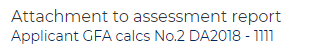 Attachment to assessment report
Applicant GFA calcs No.2 DA2018 - 1111